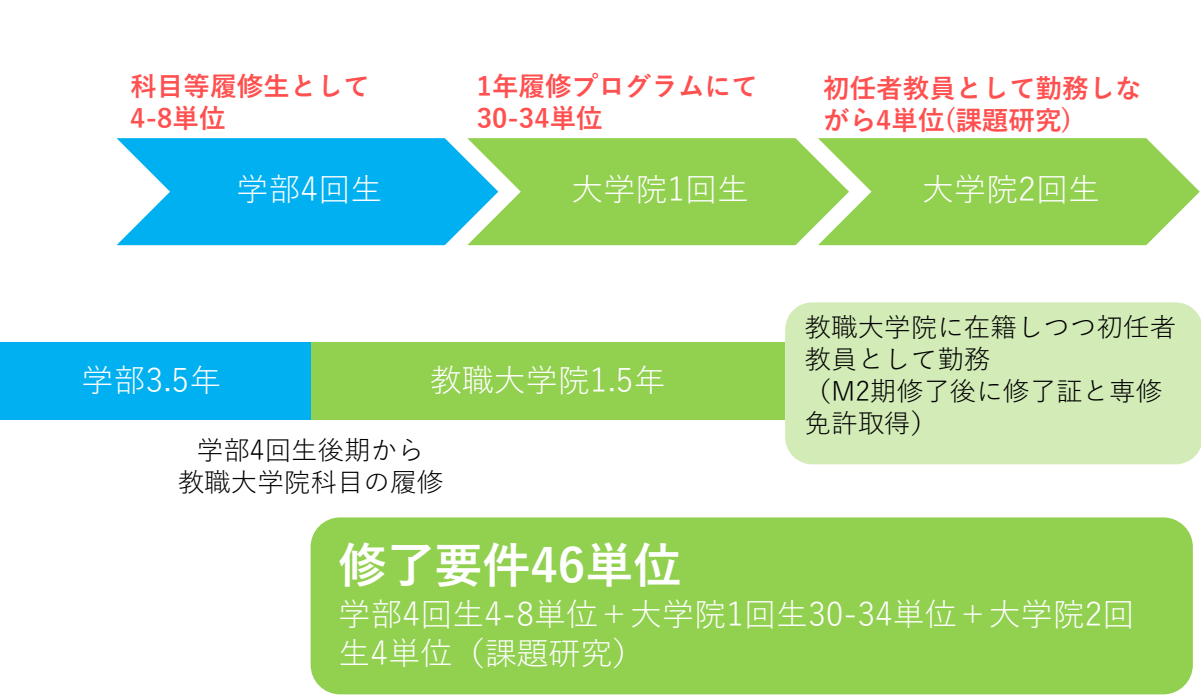 科目等履修生として
4-8単位
1年履修プログラムにて
30-34単位
初任者教員として勤務しな
がら4単位(課題研究)
学部4回生
大学院1回生
大学院2回生
学部3.5年
教職大学院1.5年
教職大学院に在籍しつつ初任者
教員として勤務
（M2期修了後に修了証と専修
免許取得）
学部4回生後期から
教職大学院科目の履修
修了要件46単位
学部4回生4-8単位＋大学院1回生30-34単位＋大学院2回
生4単位（課題研究）